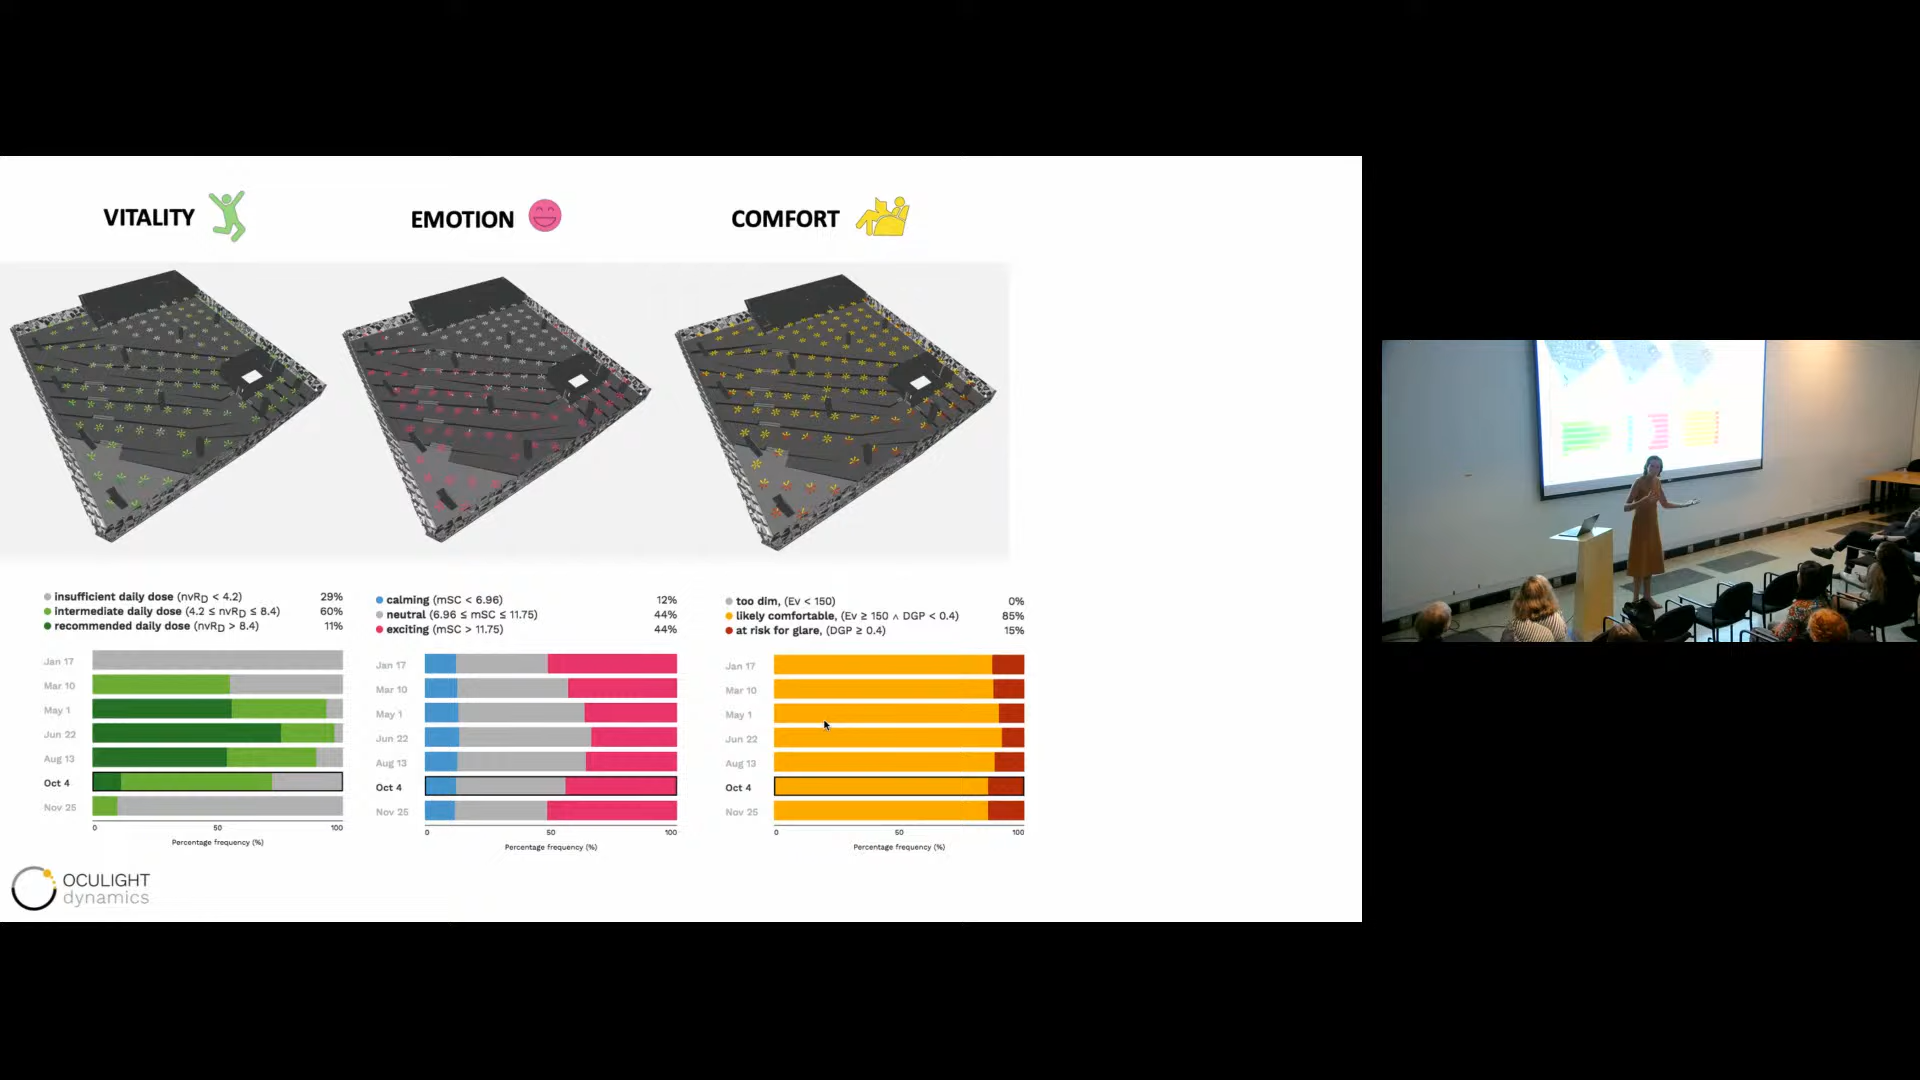 VITALITY
EMOTION
COMFORT
insufficient daily dose (nvRD < 4.2) 29%
intermediate daily dose (4.2 ≤ nvRD ≤ 8.4) 60%
recommended daily dose (nvRD > 8.4) 11%
Jan 17
Mar 10
May 1
Jun 22
Aug 13
Oct 4
Nov 25
0 50 100
Percentage frequency (%)
calming (mSC < 6.96) 12%
neutral (6.96 ≤ mSC ≤ 11.75) 44%
exciting (mSC > 11.75) 44%
Jan 17
Mar 10
May 1
Jun 22
Aug 13
Oct 4
Nov 25
0 50 100
Percentage frequency (%)
too dim, (Ev < 150) 0%
likely comfortable, (Ev ≥ 150 ∧ DGP < 0.4) 85%
at risk for glare, (DGP ≥ 0.4) 15%
Jan 17
Mar 10
May 1
Jun 22
Aug 13
Oct 4
Nov 25
0 50 100
Percentage frequency (%)
OCULIGHT
dynamics